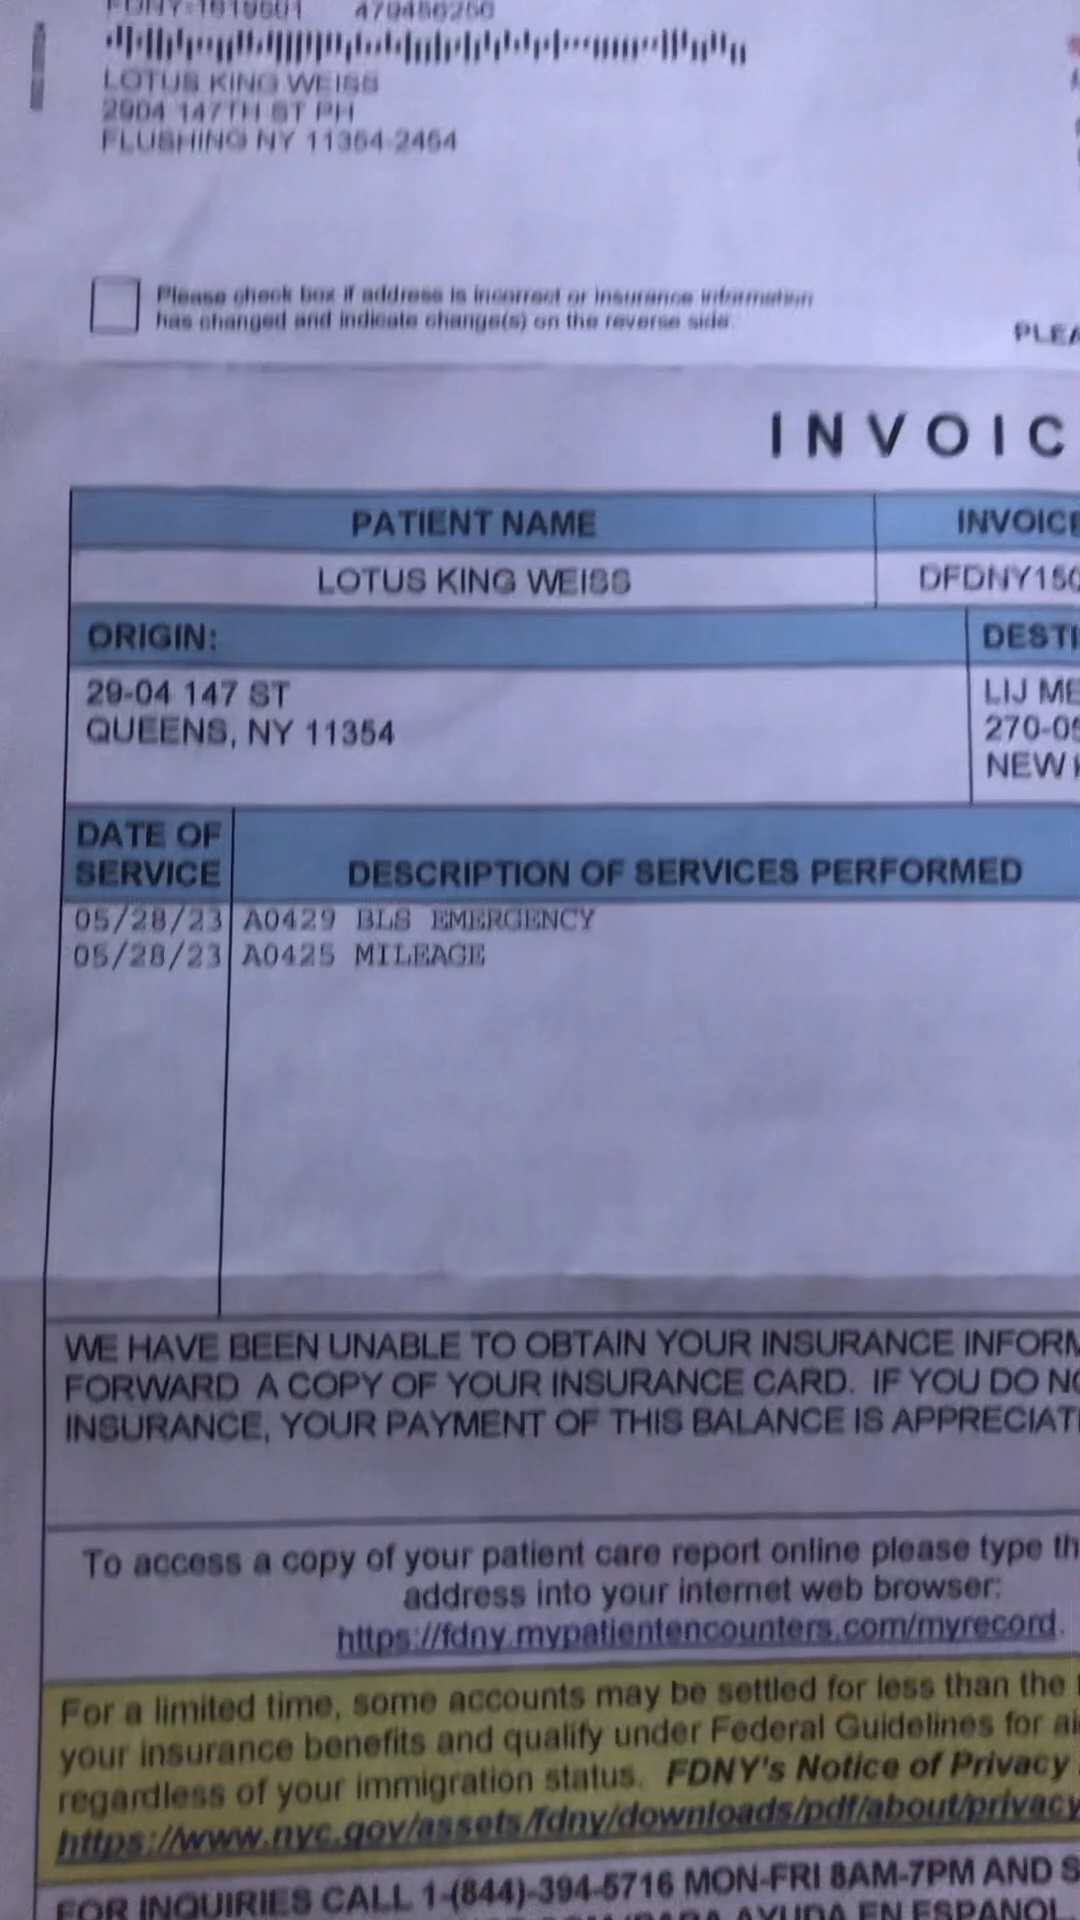 LOTUS KING WEISS
2904 147TH ST PH
FLUSHING NY 11354-2454
Please check box if address is incorrect or insurance information
has changed and indicate change(s) on the reverse side.
PLEA
INVOIC
PATIENT NAME
INVOICE
LOTUS KING WEISS
DFDNY150
ORIGIN:
DESTI
29-04 147 ST
LIJ ME
QUEENS, NY 11354
270-05
NEW
DATE OF
SERVICE
DESCRIPTION OF SERVICES PERFORMED
05/28/23 A0429 BLS EMERGENCY
05/28/23 A0425 MILEAGE
WE HAVE BEEN UNABLE TO OBTAIN YOUR INSURANCE INFORM
FORWARD A COPY OF YOUR INSURANCE CARD. IF YOU DO NO
INSURANCE, YOUR PAYMENT OF THIS BALANCE IS APPRECIAT
To access a copy of your patient care report online please type th
address into your internet web browser:
https://fdny.mypatientencounters.com/myrecord.
For a limited time, some accounts may be settled for less than the
your insurance benefits and qualify under Federal Guidelines for ai
regardless of your immigration status. FDNY's Notice of Privacy
https://www.nyc.gov/assets/fdny/downloads/pdf/about/privacy
FOR INQUIRIES CALL 1-(844)-394-5716 MON-FRI 8AM-7PM AND S
PARA AYUDA EN ESPANOL